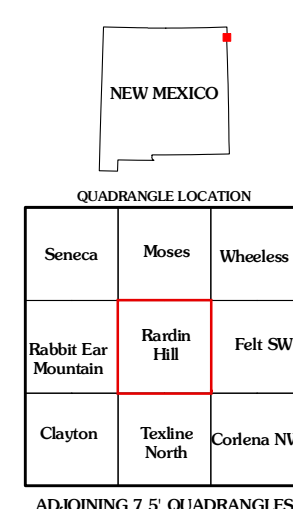 NEW MEXICO
QUADRANGLE LOCATION
Seneca
Moses
Wheeless
Rabbit Ear
Mountain
Rardin
Hill
Felt SW
Clayton
Texline
North
Corlena NW
ADJOINING 7.5' QUADRANGLES